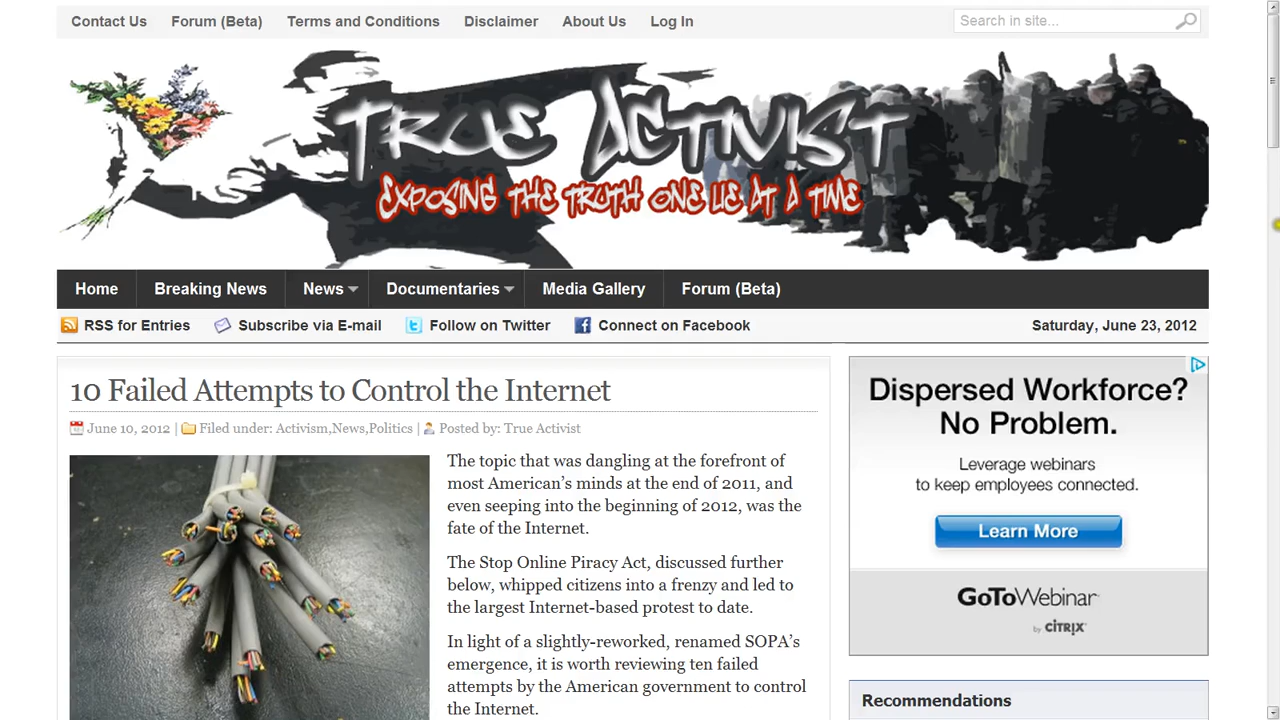 Contact Us Forum (Beta) Terms and Conditions Disclaimer About Us Log In Search in site...
TRUE ACTIVIST
EXPOSING THE TRUTH ONE LIE AT A TIME
Home Breaking News News Documentaries Media Gallery Forum (Beta)
RSS for Entries Subscribe via E-mail Follow on Twitter Connect on Facebook Saturday, June 23, 2012
10 Failed Attempts to Control the Internet
June 10, 2012 | Filed under: Activism,News,Politics | Posted by: True Activist
The topic that was dangling at the forefront of
most American's minds at the end of 2011, and
even seeping into the beginning of 2012, was the
fate of the Internet.
The Stop Online Piracy Act, discussed further
below, whipped citizens into a frenzy and led to
the largest Internet-based protest to date.
In light of a slightly-reworked, renamed SOPA's
emergence, it is worth reviewing ten failed
attempts by the American government to control
the Internet.
Dispersed Workforce?
No Problem.
Leverage webinars
to keep employees connected.
Learn More
GoToWebinar
by CITRIX
Recommendations